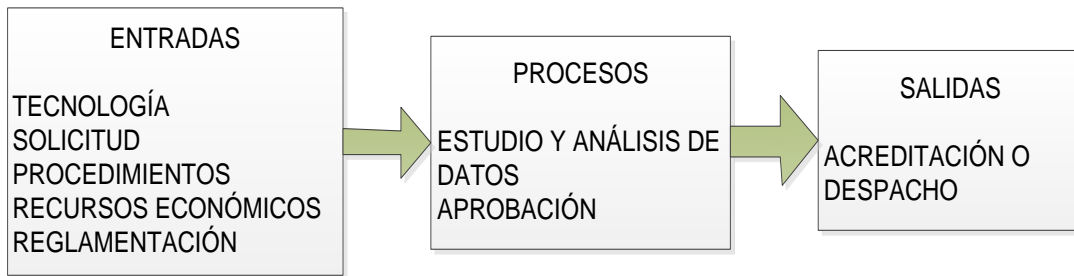 ENTRADAS
TECNOLOGÍA
SOLICITUD
PROCEDIMIENTOS
RECURSOS ECONÓMICOS
REGLAMENTACIÓN
PROCESOS
ESTUDIO Y ANÁLISIS DE
DATOS
APROBACIÓN
SALIDAS
ACREDITACIÓN O
DESPACHO